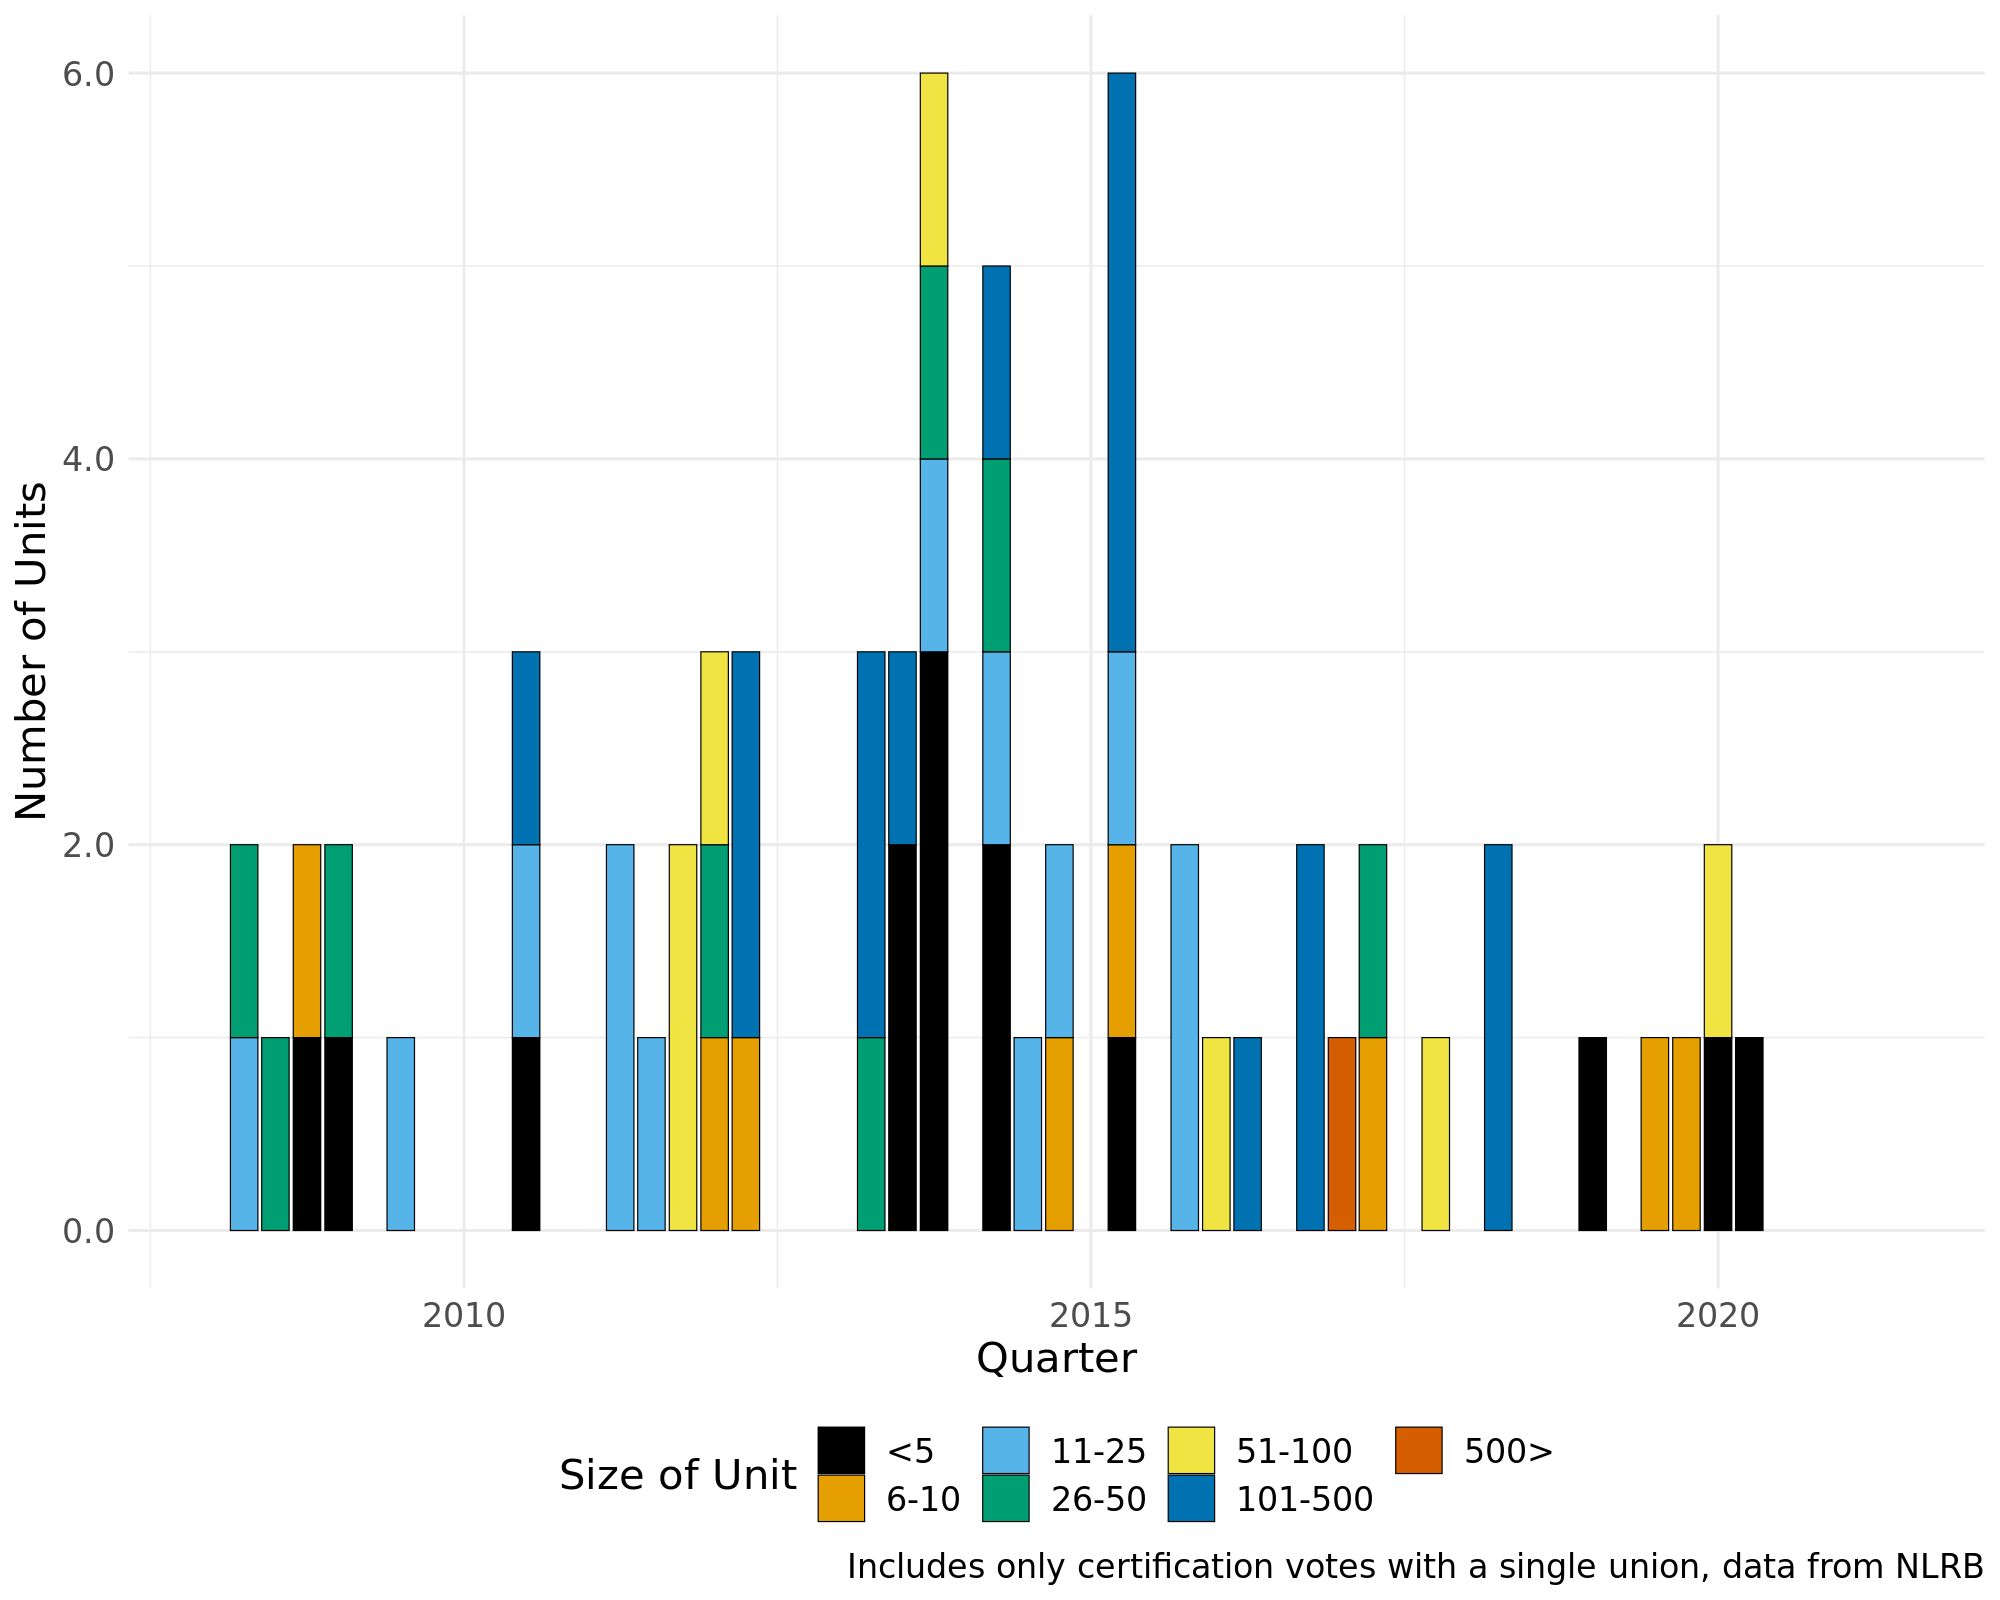 6.0
4.0
2.0
0.0
Number of Units
2010 2015 2020
Quarter
Size of Unit
<5 11-25 51-100 500>
6-10 26-50 101-500
Includes only certification votes with a single union, data from NLRB